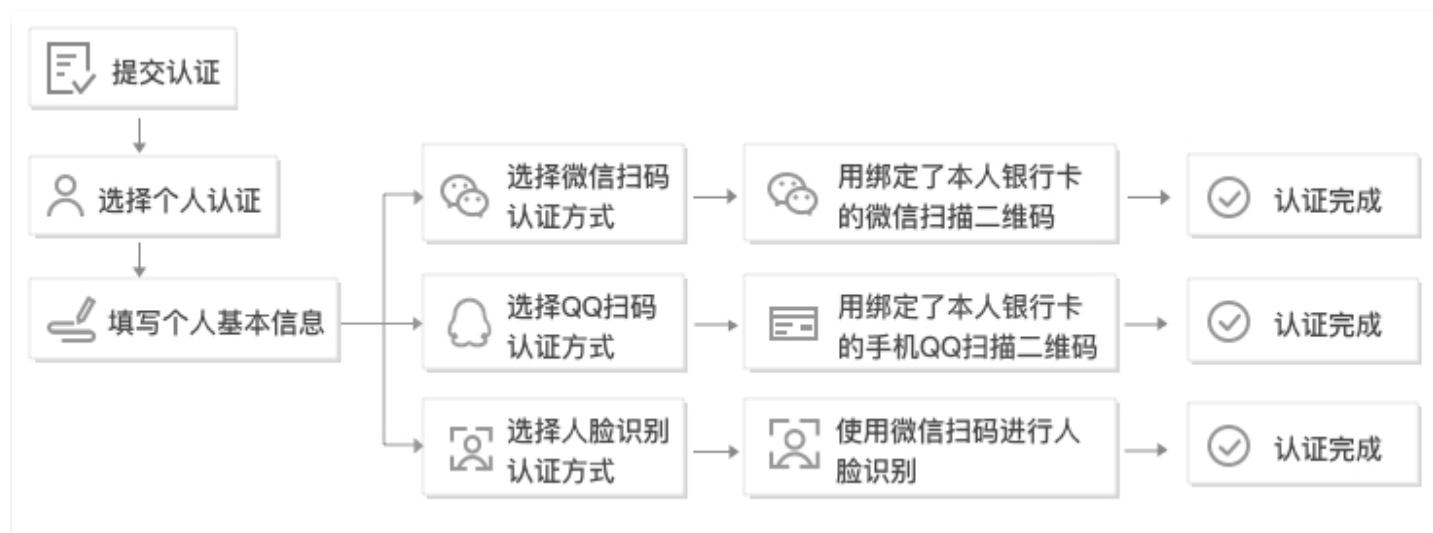 提交认证
选择个人认证
填写个人基本信息
选择微信扫码
认证方式
用绑定了本人银行卡
的微信扫描二维码
认证完成
选择QQ扫码
认证方式
用绑定了本人银行卡
的手机QQ扫描二维码
认证完成
选择人脸识别
认证方式
使用微信扫码进行人
脸识别
认证完成